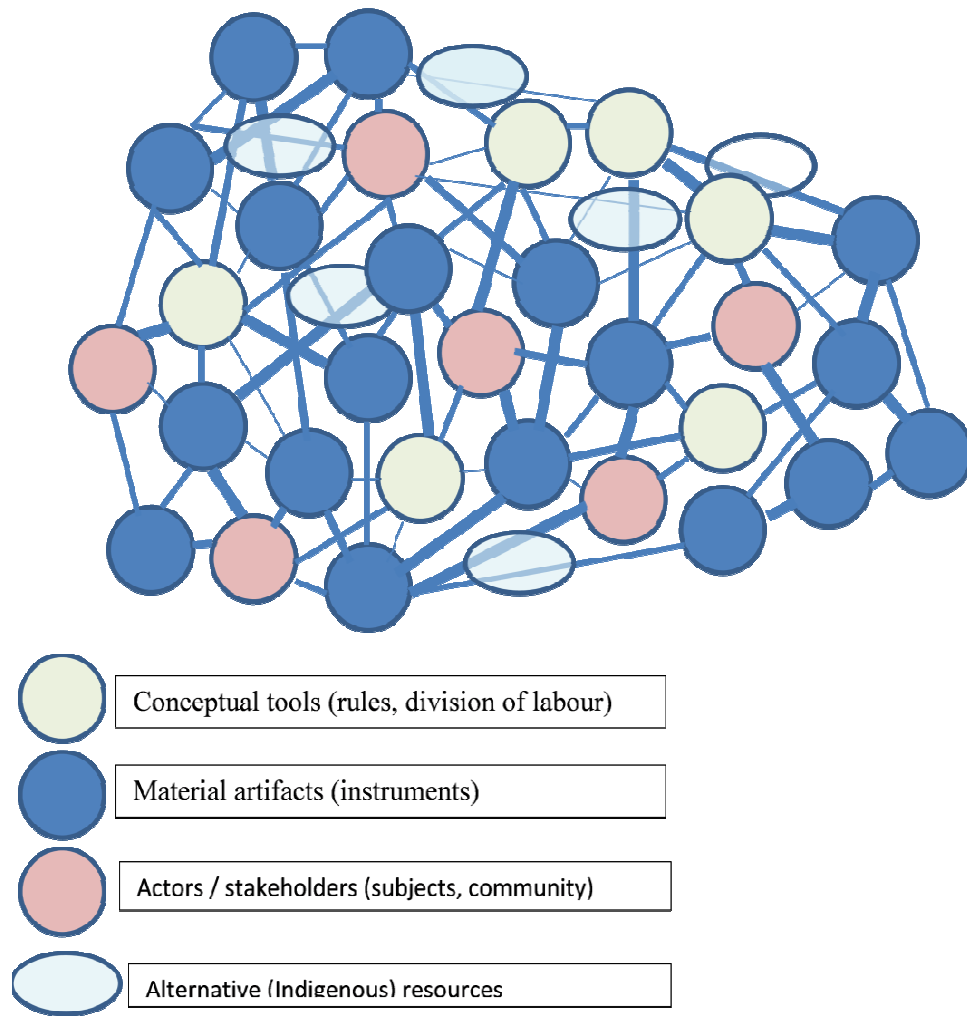 Conceptual tools (rules, division of labour)
Material artifacts (instruments)
Actors / stakeholders (subjects, community)
Alternative (Indigenous) resources